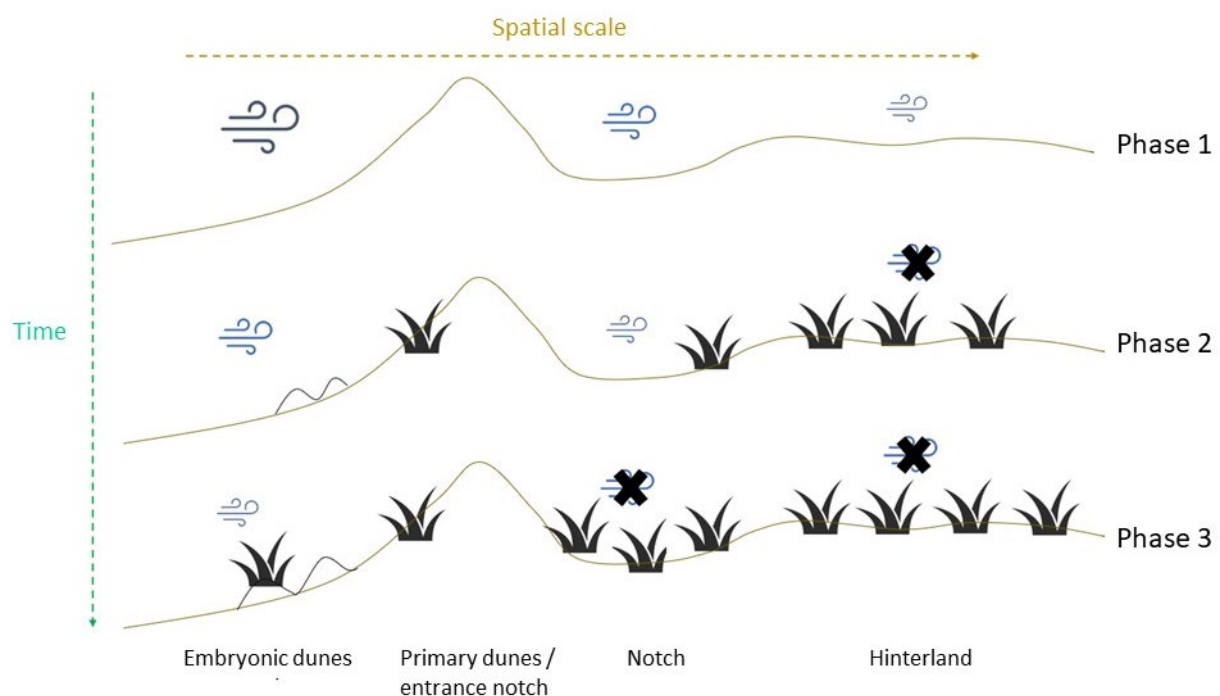 Spatial scale
Phase 1
Time
Phase 2
Phase 3
Embryonic dunes
Primary dunes /
entrance notch
Notch
Hinterland